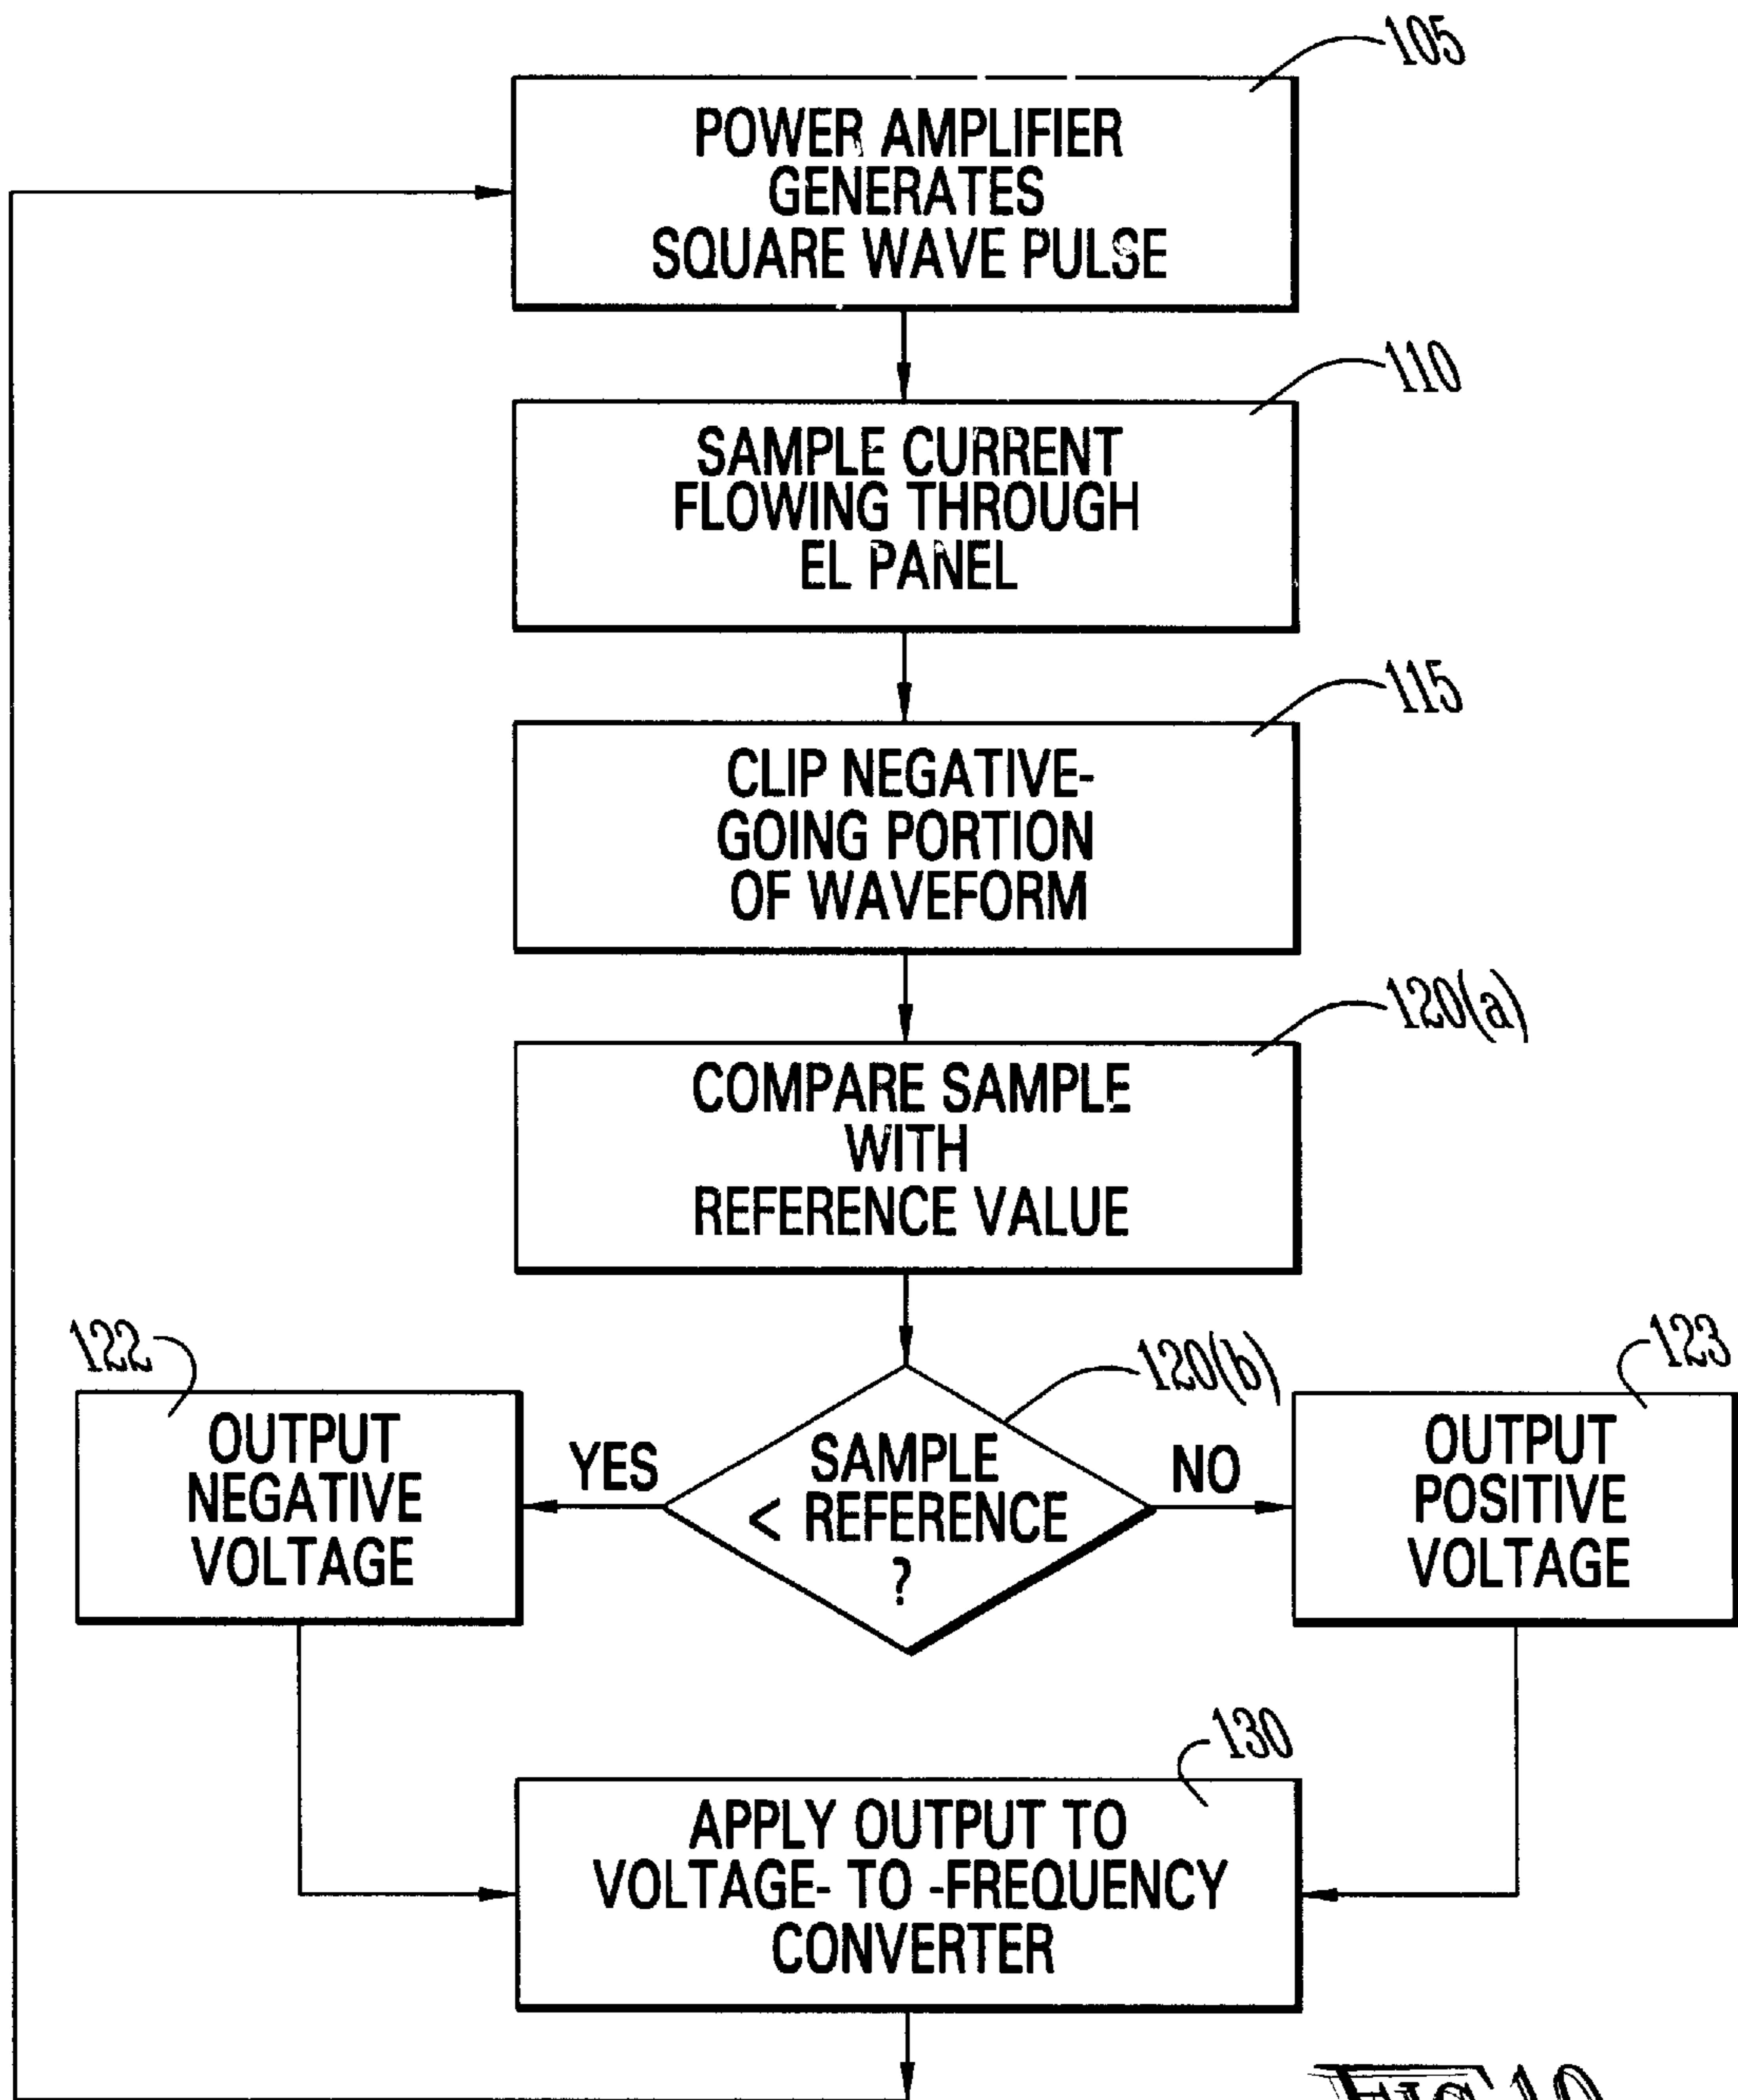 105
POWER AMPLIFIER
GENERATES
SQUARE WAVE PULSE
110
SAMPLE CURRENT
FLOWING THROUGH
EL PANEL
115
CLIP NEGATIVE-
GOING PORTION
OF WAVEFORM
120(a)
COMPARE SAMPLE
WITH
REFERENCE VALUE
122
OUTPUT
NEGATIVE
VOLTAGE
YES
120(b)
SAMPLE
< REFERENCE
?
NO
123
OUTPUT
POSITIVE
VOLTAGE
130
APPLY OUTPUT TO
VOLTAGE- TO -FREQUENCY
CONVERTER
FIG. 10